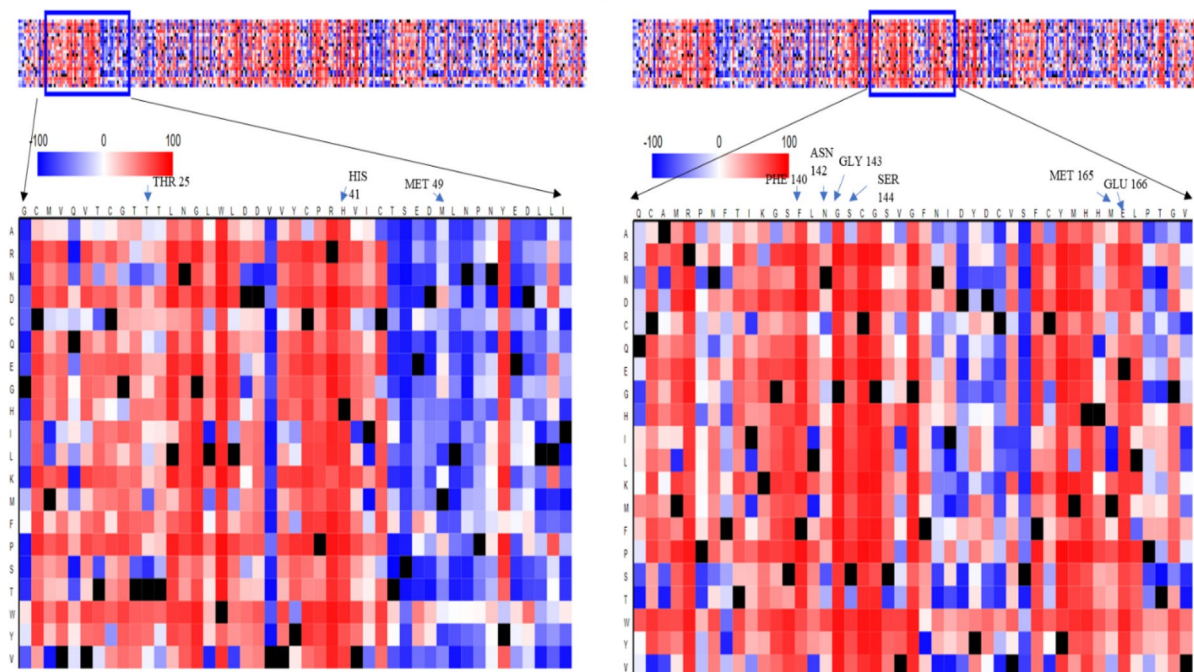 -100 0 100
THR 25
HIS
41
MET 49
G C M V Q V T C G T T T L N G L W L D D V V Y C P R H V I C T S E D M L N P N Y E D L L I
A
R
N
D
C
Q
E
G
H
I
L
K
M
F
P
S
T
W
Y
V
-100 0 100
PHE 140
ASN
142
GLY 143
SER
144
MET 165
GLU 166
Q C A M R P N F T I K G S F L N G S C G S V G F N I D Y D C V S F C Y M H H M E L P T G V
A
R
N
D
C
Q
E
G
H
I
L
K
M
F
P
S
T
W
Y
V